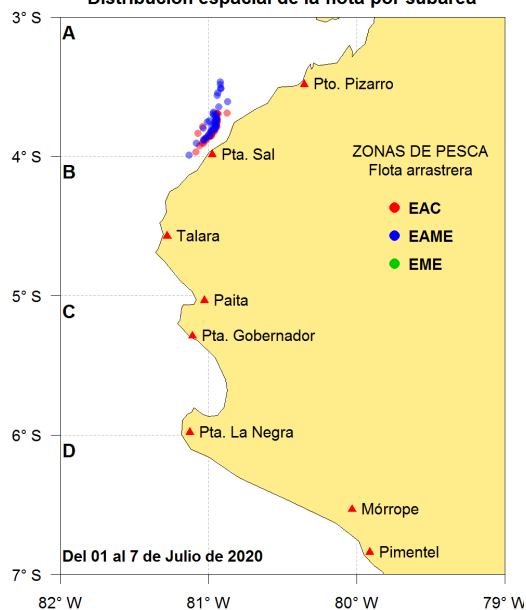 Distribución espacial de la flota por subárea
3° S
A
Pto. Pizarro
ZONAS DE PESCA
Flota arrastrera
4° S
Pta. Sal
B
EAC
Talara
EAME
EME
5° S
Paita
C
Pta. Gobernador
6° S
Pta. La Negra
D
Mórrope
Del 01 al 7 de Julio de 2020
Pimentel
7° S
82° W
81° W
80° W
79° W